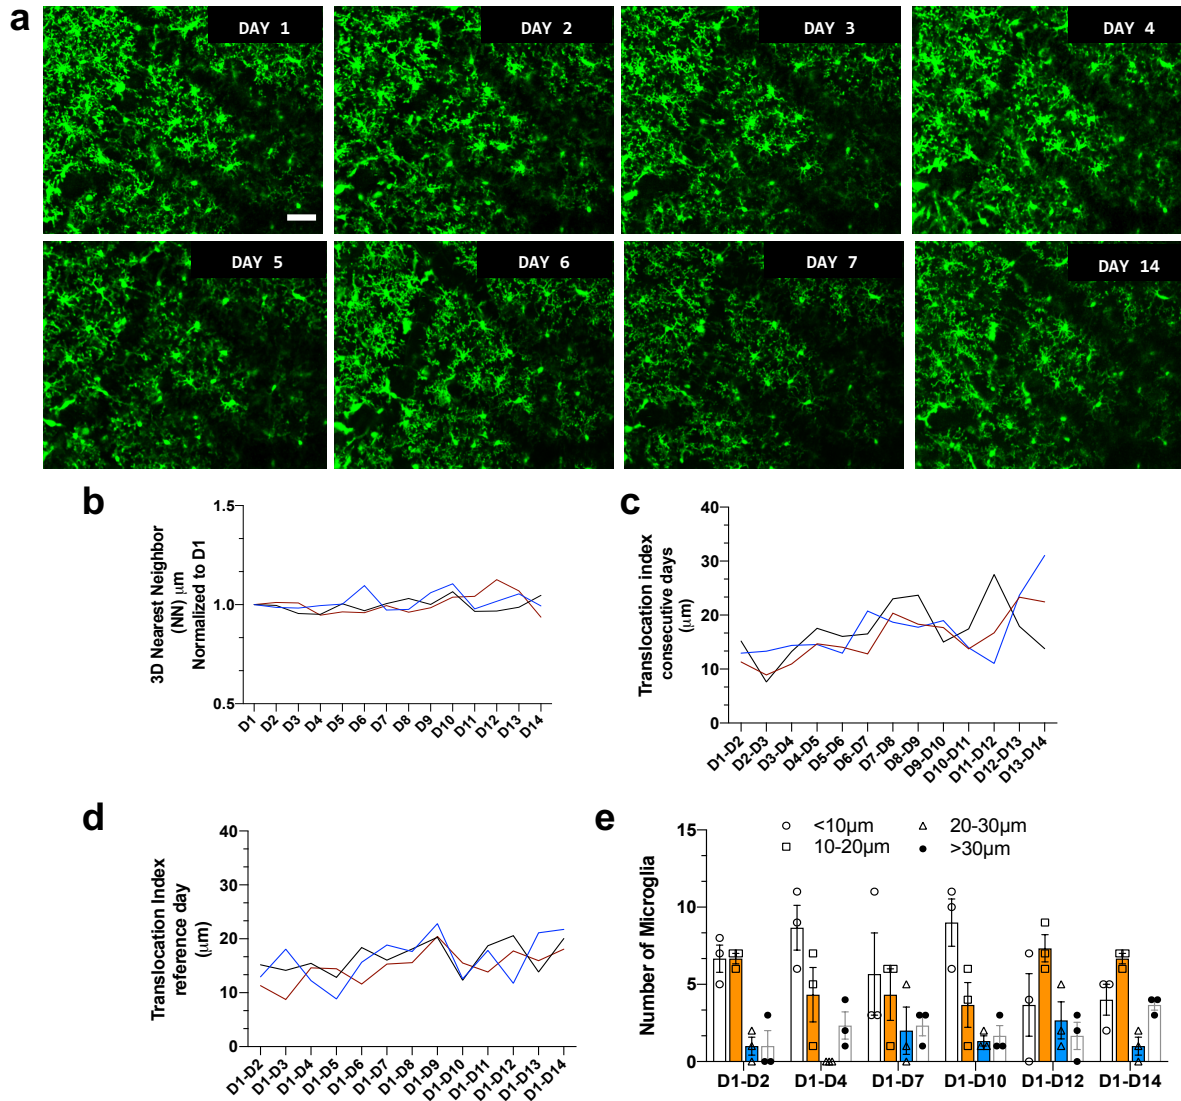 a
DAY 1
DAY 2
DAY 3
DAY 4
DAY 5
DAY 6
DAY 7
DAY 14
b
3D Nearest Neighbor
(NN) μm
Normalized to D1
1.5
1.0
0.5
D1
D2
D3
D4
D5
D6
D7
D8
D9
D10
D11
D12
D13
D14
c
Translocation index
consecutive days
(μm)
40
30
20
10
0
D1-D2
D2-D3
D3-D4
D4-D5
D5-D6
D6-D7
D7-D8
D8-D9
D9-D10
D10-D11
D11-D12
D12-D13
D13-D14
d
Translocation Index
reference day
(μm)
40
30
20
10
0
D1-D2
D1-D3
D1-D4
D1-D5
D1-D6
D1-D7
D1-D8
D1-D9
D1-D10
D1-D11
D1-D12
D1-D13
D1-D14
e
<10μm
10-20μm
20-30μm
>30μm
Number of Microglia
15
10
5
0
D1-D2
D1-D4
D1-D7
D1-D10
D1-D12
D1-D14